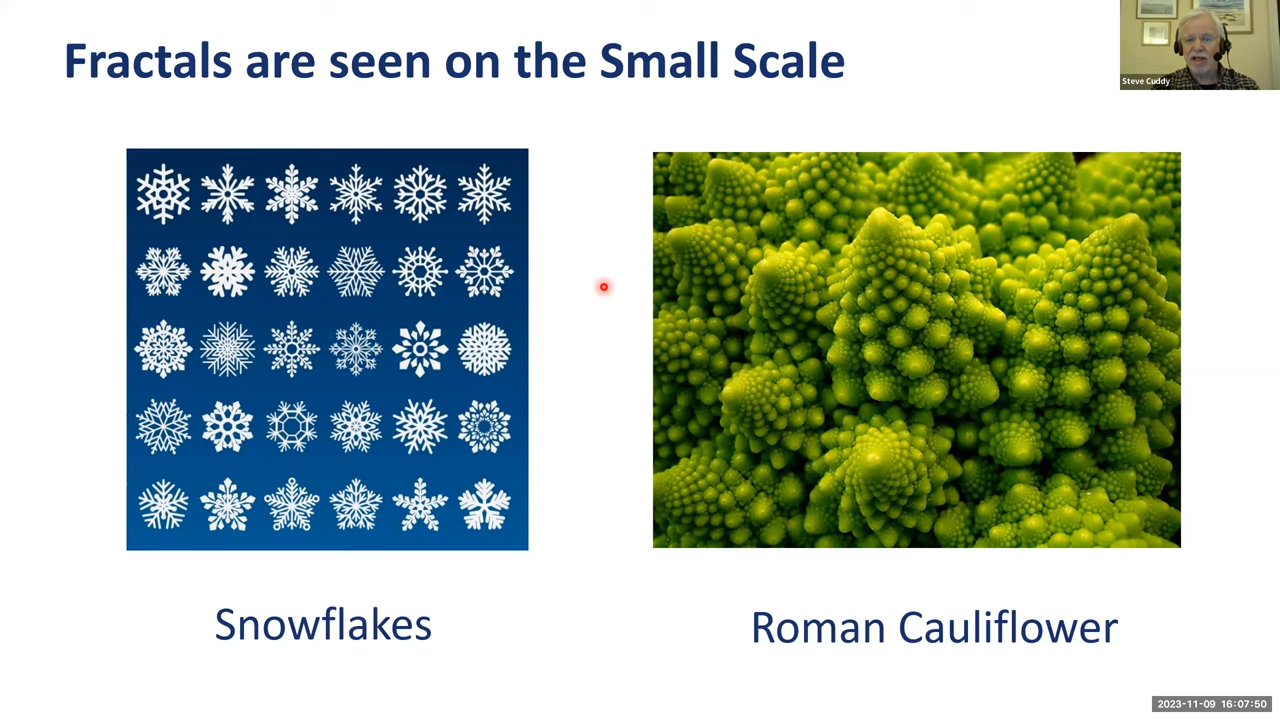 Fractals are seen on the Small Scale
Steve Cuddy
Snowflakes
Roman Cauliflower
2023-11-09 16:07:50